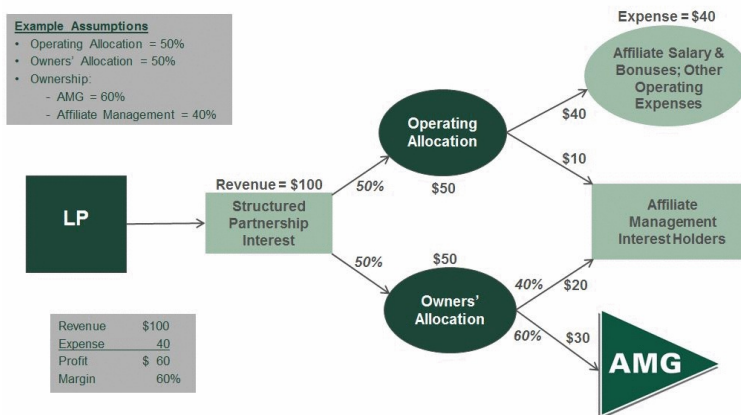 Example Assumptions
• Operating Allocation = 50%
• Owners' Allocation = 50%
• Ownership:
- AMG = 60%
- Affiliate Management = 40%
Expense = $40
Affiliate Salary &
Bonuses; Other
Operating
Expenses
Operating
Allocation
$40
$10
50%
$50
Revenue = $100
LP
Structured
Partnership
Interest
Affiliate
Management
Interest Holders
50%
$50
Owners'
Allocation
40%
$20
60%
$30
AMG
Revenue $100
Expense 40
Profit $ 60
Margin 60%